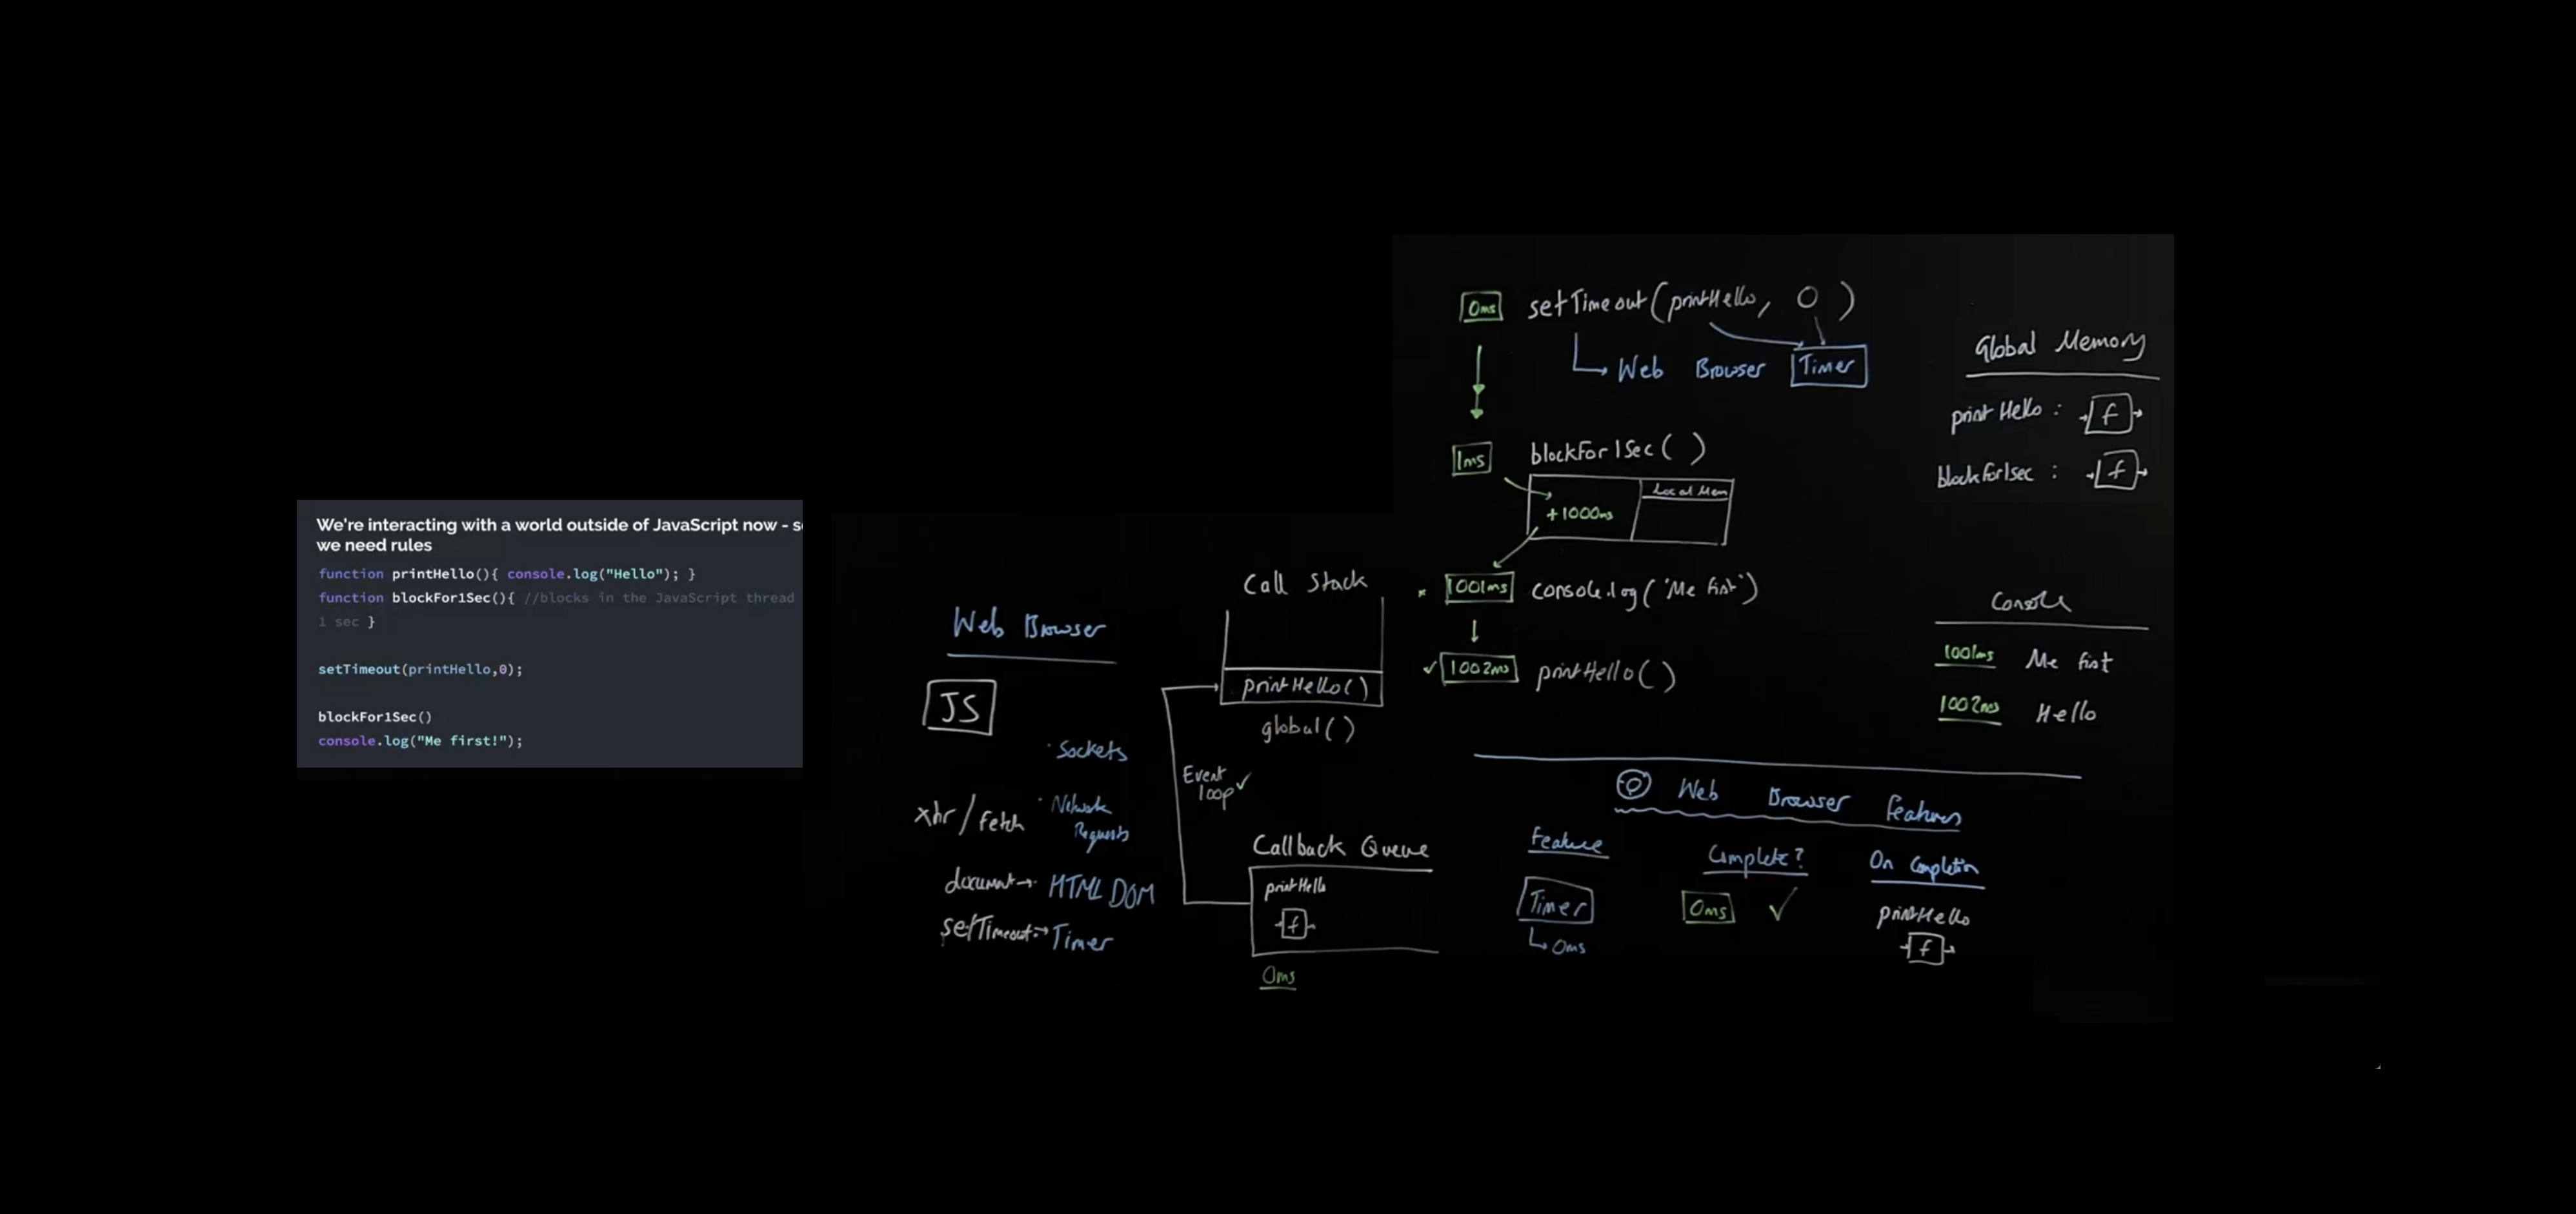 We're interacting with a world outside of JavaScript now - s
we need rules
function printHello(){ console.log("Hello"); }
function blockFor1Sec(){ //blocks in the JavaScript thread
1 sec }
setTimeout(printHello,0);
blockFor1Sec()
console.log("Me first!");
Web Browser
JS
Sockets
xhr/fetch Network
Requests
document → HTML DOM
setTimeout → Timer
Call Stack
printHello()
global()
Event
loop ✓
Callback Queue
printHello
f
0ms
0ms setTimeout(printHello, 0)
Web Browser Timer
1ms blockFor1Sec()
Local Mem
+1000ms
1001ms console.log('Me first')
✓ 1002ms printHello()
Global Memory
printHello : f
blockFor1sec : f
Console
1001ms Me first
1002ms Hello
Web Browser Features
Feature Complete? On Completion
Timer 0ms ✓ printHello
0ms f